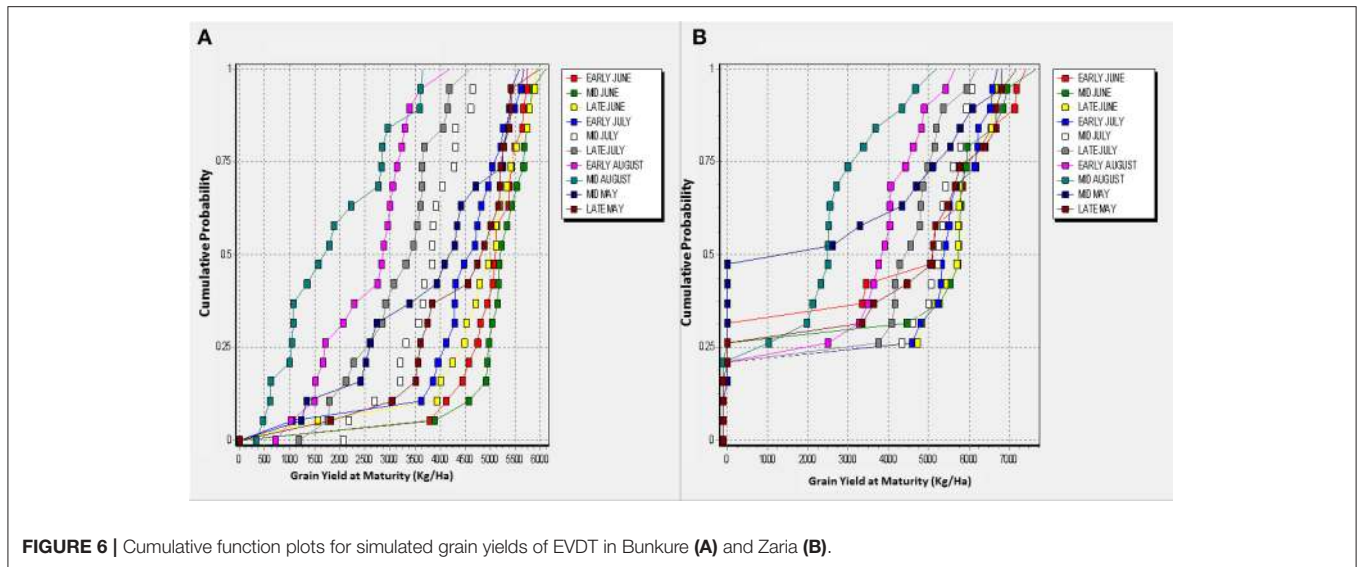 A
Cumulative Probability
1
0.75
0.5
0.25
0
0 500 1000 1500 2000 2500 3000 3500 4000 4500 5000 5500 6000
Grain Yield at Maturity (Kg/Ha)
EARLY JUNE
MID JUNE
LATE JUNE
EARLY JULY
MID JULY
LATE JULY
EARLY AUGUST
MID AUGUST
MID MAY
LATE MAY
B
Cumulative Probability
1
0.75
0.5
0.25
0
0 1000 2000 3000 4000 5000 6000 7000
Grain Yield at Maturity (Kg/Ha)
EARLY JUNE
MID JUNE
LATE JUNE
EARLY JULY
MID JULY
LATE JULY
EARLY AUGUST
MID AUGUST
MID MAY
LATE MAY
FIGURE 6 | Cumulative function plots for simulated grain yields of EVDT in Bunkure (A) and Zaria (B).